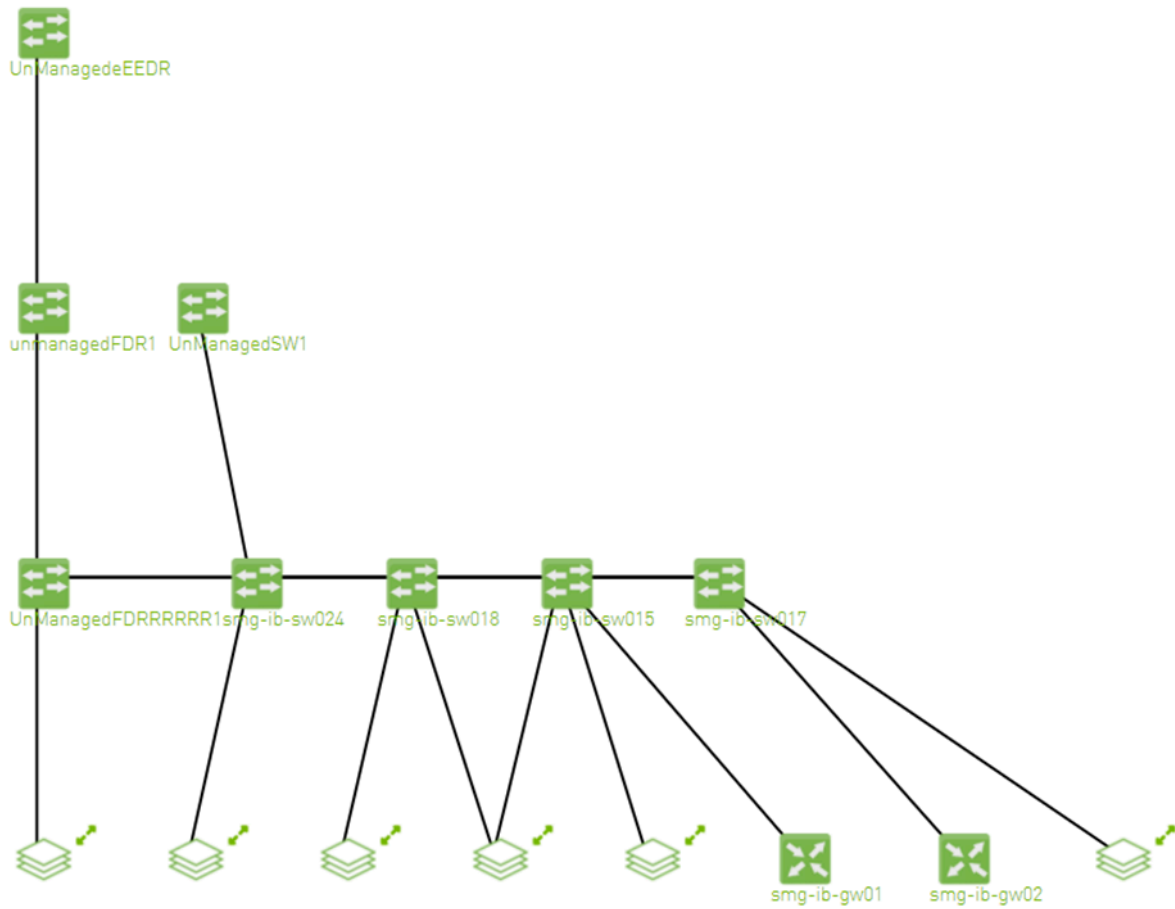 UnManagedeEEDR
unmanagedFDR1
UnManagedSW1
UnManagedFDRRRRRR1
smg-ib-sw024
smg-ib-sw018
smg-ib-sw015
smg-ib-sw017
smg-ib-gw01
smg-ib-gw02